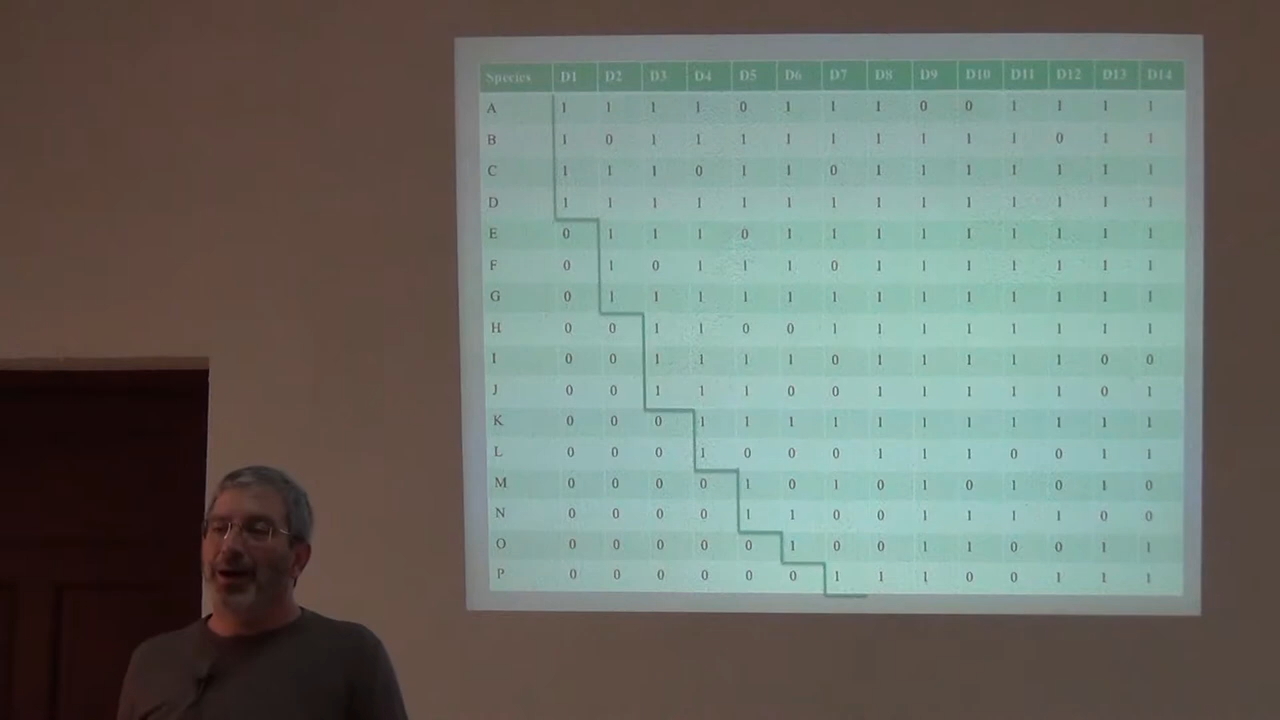 Species D1 D2 D3 D4 D5 D6 D7 D8 D9 D10 D11 D12 D13 D14
A 1 1 1 1 0 1 1 1 0 0 1 1 1 1
B 1 0 1 1 1 1 1 1 1 1 1 0 1 1
C 1 1 1 0 1 1 0 1 1 1 1 1 1 1
D 1 1 1 1 1 1 1 1 1 1 1 1 1 1
E 0 1 1 1 0 1 1 1 1 1 1 1 1 1
F 0 1 0 1 1 1 0 1 1 1 1 1 1 1
G 0 1 1 1 1 1 1 1 1 1 1 1 1 1
H 0 0 1 1 0 0 1 1 1 1 1 1 1 1
I 0 0 1 1 1 1 0 1 1 1 1 1 0 0
J 0 0 1 1 1 0 0 1 1 1 1 1 0 1
K 0 0 0 1 1 1 1 1 1 1 1 1 1 1
L 0 0 0 1 0 0 0 1 1 1 0 0 1 1
M 0 0 0 0 1 0 1 0 1 0 1 0 1 0
N 0 0 0 0 1 1 0 0 1 1 1 1 0 0
O 0 0 0 0 0 1 0 0 1 1 0 0 1 1
P 0 0 0 0 0 0 1 1 1 0 0 1 1 1